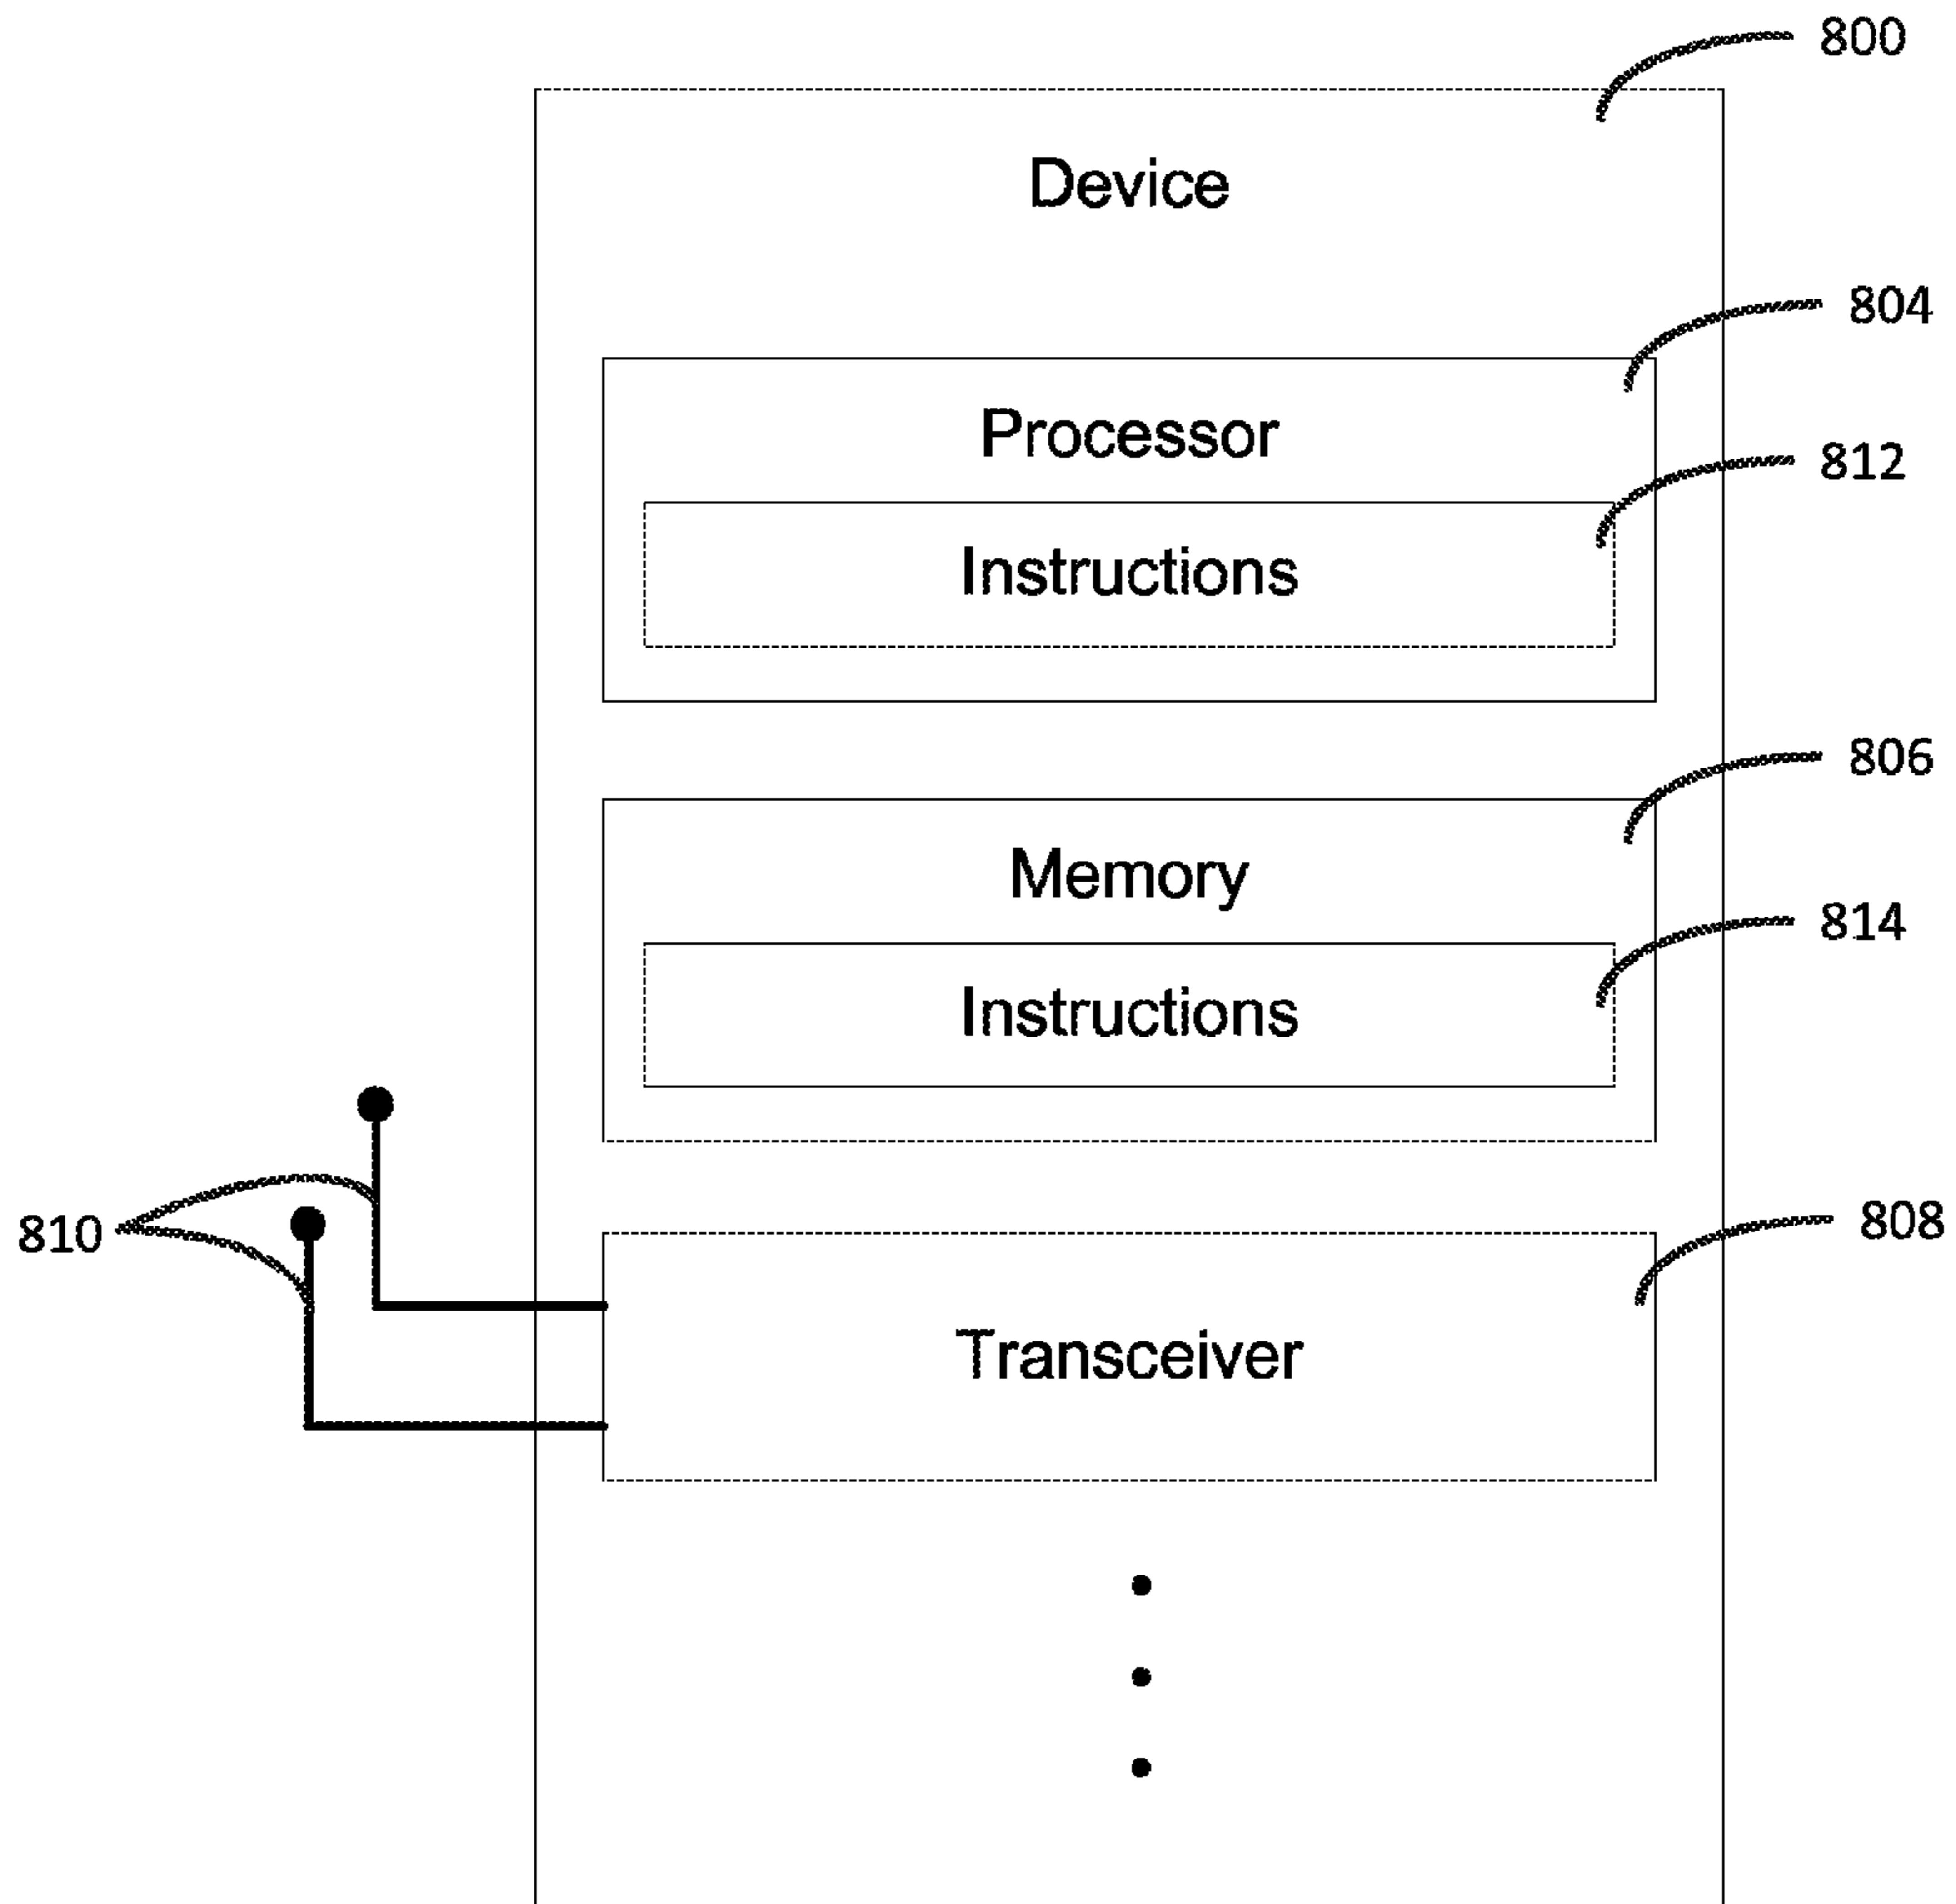 800
Device
804
Processor
812
Instructions
806
Memory
814
Instructions
810
808
Transceiver